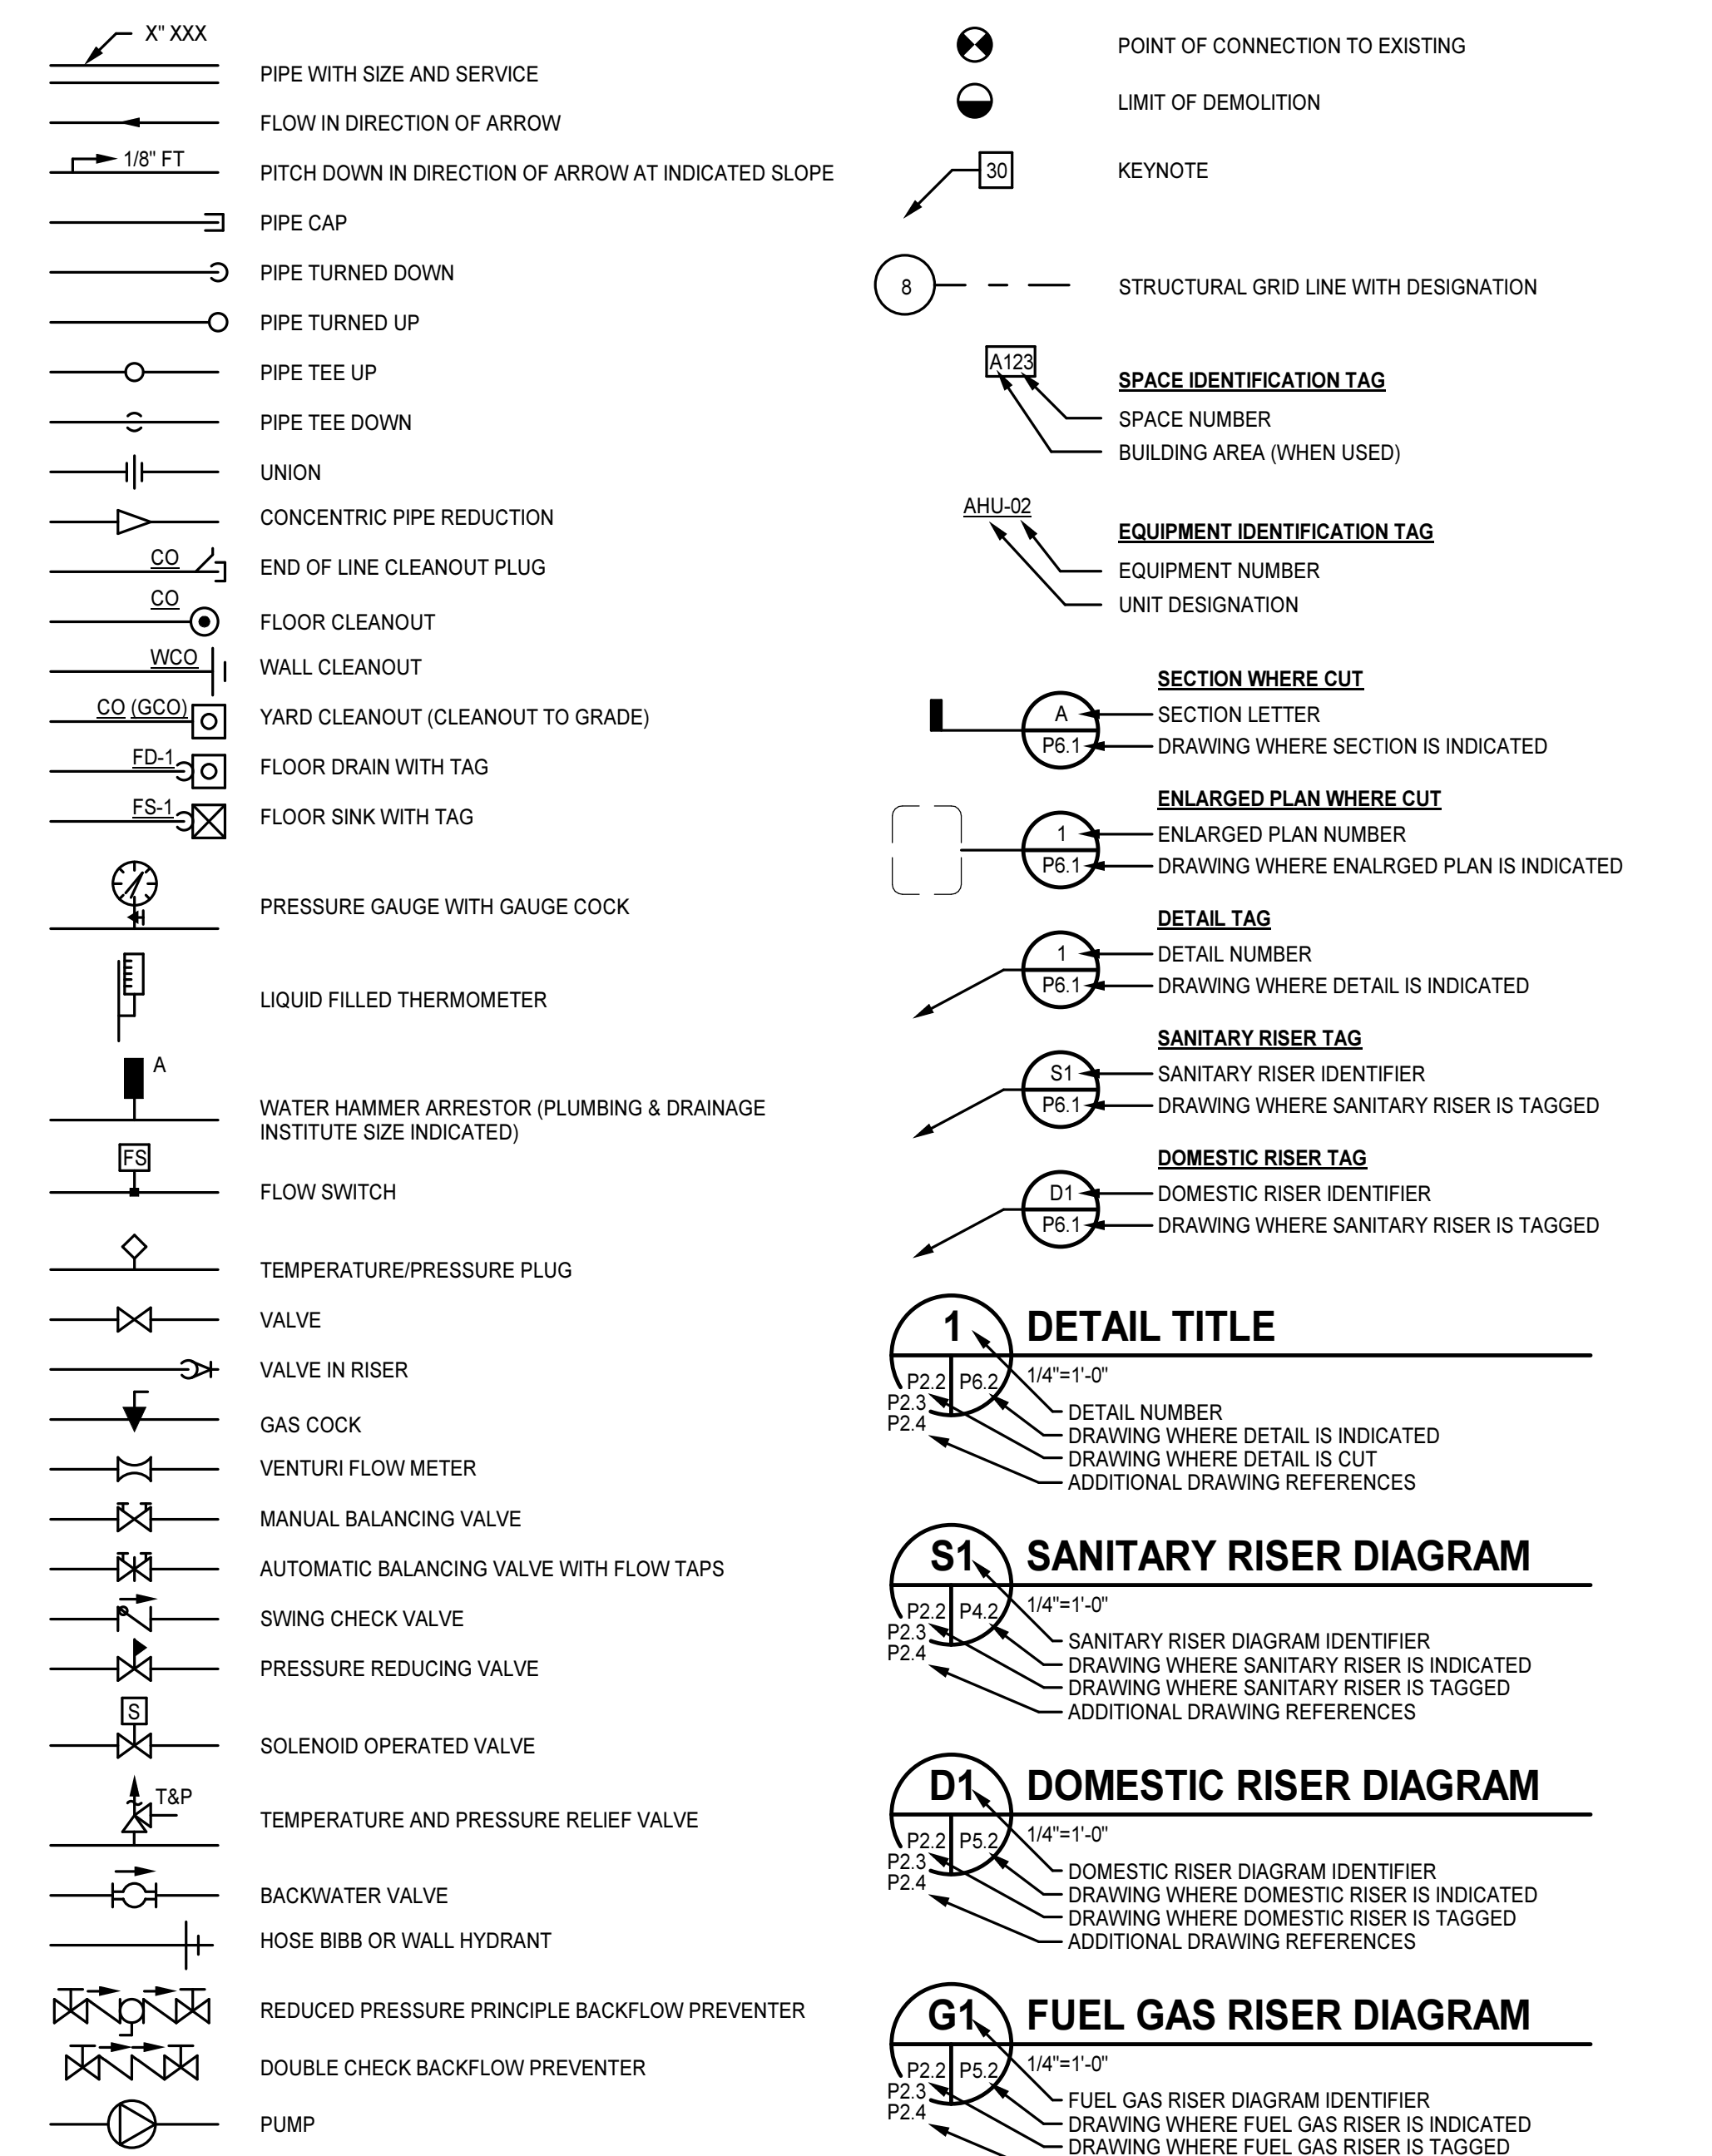 X" XXX
PIPE WITH SIZE AND SERVICE
FLOW IN DIRECTION OF ARROW
1/8" FT
PITCH DOWN IN DIRECTION OF ARROW AT INDICATED SLOPE
PIPE CAP
PIPE TURNED DOWN
PIPE TURNED UP
PIPE TEE UP
PIPE TEE DOWN
UNION
CONCENTRIC PIPE REDUCTION
CO
END OF LINE CLEANOUT PLUG
CO
FLOOR CLEANOUT
WCO
WALL CLEANOUT
CO (GCO)
YARD CLEANOUT (CLEANOUT TO GRADE)
FD-1
FLOOR DRAIN WITH TAG
FS-1
FLOOR SINK WITH TAG
PRESSURE GAUGE WITH GAUGE COCK
LIQUID FILLED THERMOMETER
A
WATER HAMMER ARRESTOR (PLUMBING & DRAINAGE
INSTITUTE SIZE INDICATED)
FS
FLOW SWITCH
TEMPERATURE/PRESSURE PLUG
VALVE
VALVE IN RISER
GAS COCK
VENTURI FLOW METER
MANUAL BALANCING VALVE
AUTOMATIC BALANCING VALVE WITH FLOW TAPS
SWING CHECK VALVE
PRESSURE REDUCING VALVE
S
SOLENOID OPERATED VALVE
T&P
TEMPERATURE AND PRESSURE RELIEF VALVE
BACKWATER VALVE
HOSE BIBB OR WALL HYDRANT
REDUCED PRESSURE PRINCIPLE BACKFLOW PREVENTER
DOUBLE CHECK BACKFLOW PREVENTER
PUMP
POINT OF CONNECTION TO EXISTING
LIMIT OF DEMOLITION
30
KEYNOTE
8
STRUCTURAL GRID LINE WITH DESIGNATION
A123
SPACE IDENTIFICATION TAG
SPACE NUMBER
BUILDING AREA (WHEN USED)
AHU-02
EQUIPMENT IDENTIFICATION TAG
EQUIPMENT NUMBER
UNIT DESIGNATION
SECTION WHERE CUT
A
SECTION LETTER
P6.1
DRAWING WHERE SECTION IS INDICATED
ENLARGED PLAN WHERE CUT
1
ENLARGED PLAN NUMBER
P6.1
DRAWING WHERE ENALRGED PLAN IS INDICATED
DETAIL TAG
1
DETAIL NUMBER
P6.1
DRAWING WHERE DETAIL IS INDICATED
SANITARY RISER TAG
S1
SANITARY RISER IDENTIFIER
P6.1
DRAWING WHERE SANITARY RISER IS TAGGED
DOMESTIC RISER TAG
D1
DOMESTIC RISER IDENTIFIER
P6.1
DRAWING WHERE SANITARY RISER IS TAGGED
1 DETAIL TITLE
P2.2 P6.2 1/4"=1'-0"
P2.3
P2.4
DETAIL NUMBER
DRAWING WHERE DETAIL IS INDICATED
DRAWING WHERE DETAIL IS CUT
ADDITIONAL DRAWING REFERENCES
S1 SANITARY RISER DIAGRAM
P2.2 P4.2 1/4"=1'-0"
P2.3
P2.4
SANITARY RISER DIAGRAM IDENTIFIER
DRAWING WHERE SANITARY RISER IS INDICATED
DRAWING WHERE SANITARY RISER IS TAGGED
ADDITIONAL DRAWING REFERENCES
D1 DOMESTIC RISER DIAGRAM
P2.2 P5.2 1/4"=1'-0"
P2.3
P2.4
DOMESTIC RISER DIAGRAM IDENTIFIER
DRAWING WHERE DOMESTIC RISER IS INDICATED
DRAWING WHERE DOMESTIC RISER IS TAGGED
ADDITIONAL DRAWING REFERENCES
G1 FUEL GAS RISER DIAGRAM
P2.2 P5.2 1/4"=1'-0"
P2.3
P2.4
FUEL GAS RISER DIAGRAM IDENTIFIER
DRAWING WHERE FUEL GAS RISER IS INDICATED
DRAWING WHERE FUEL GAS RISER IS TAGGED